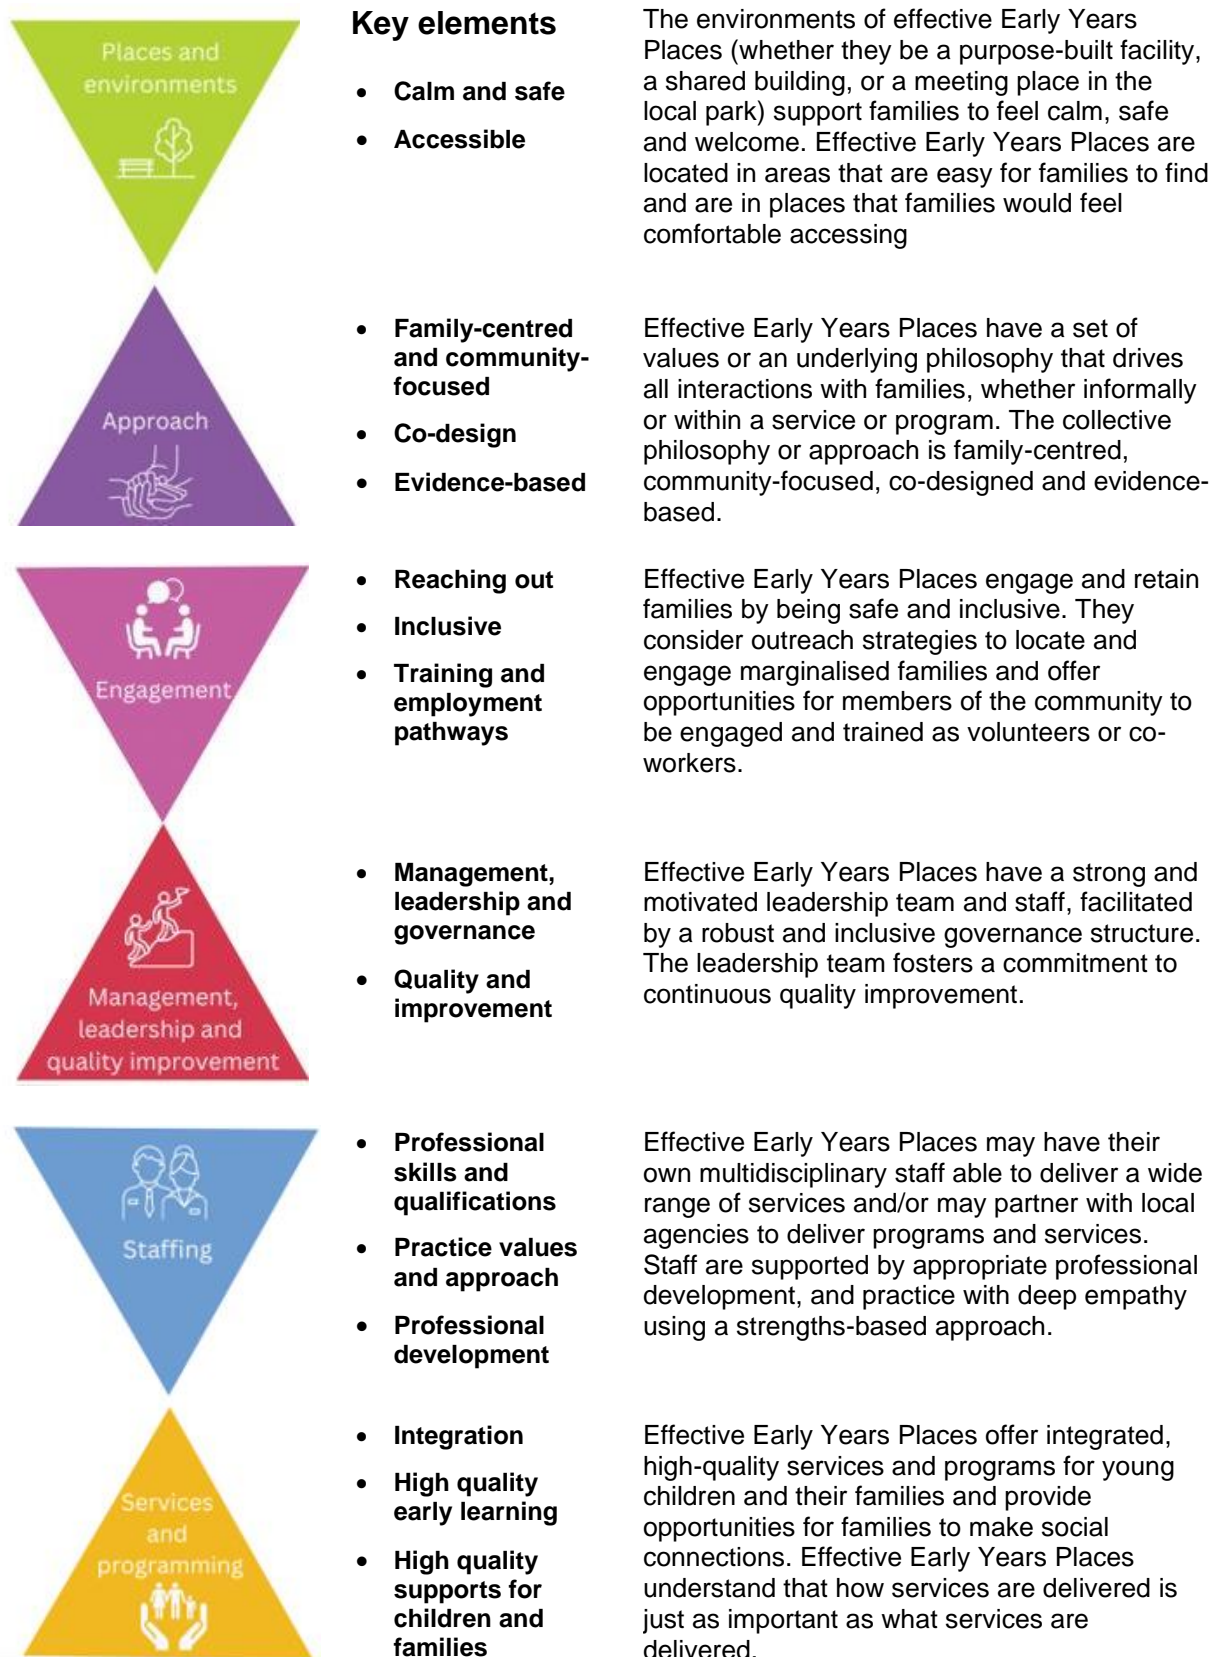 Places and
environments
Key elements
• Calm and safe
• Accessible
The environments of effective Early Years
Places (whether they be a purpose-built facility,
a shared building, or a meeting place in the
local park) support families to feel calm, safe
and welcome. Effective Early Years Places are
located in areas that are easy for families to find
and are in places that families would feel
comfortable accessing
Approach
• Family-centred
and community-
focused
• Co-design
• Evidence-based
Effective Early Years Places have a set of
values or an underlying philosophy that drives
all interactions with families, whether informally
or within a service or program. The collective
philosophy or approach is family-centred,
community-focused, co-designed and evidence-
based.
Engagement
• Reaching out
• Inclusive
• Training and
employment
pathways
Effective Early Years Places engage and retain
families by being safe and inclusive. They
consider outreach strategies to locate and
engage marginalised families and offer
opportunities for members of the community to
be engaged and trained as volunteers or co-
workers.
Management,
leadership and
quality improvement
• Management,
leadership and
governance
• Quality and
improvement
Effective Early Years Places have a strong and
motivated leadership team and staff, facilitated
by a robust and inclusive governance structure.
The leadership team fosters a commitment to
continuous quality improvement.
Staffing
• Professional
skills and
qualifications
• Practice values
and approach
• Professional
development
Effective Early Years Places may have their
own multidisciplinary staff able to deliver a wide
range of services and/or may partner with local
agencies to deliver programs and services.
Staff are supported by appropriate professional
development, and practice with deep empathy
using a strengths-based approach.
Services
and
programming
• Integration
• High quality
early learning
• High quality
supports for
children and
families
Effective Early Years Places offer integrated,
high-quality services and programs for young
children and their families and provide
opportunities for families to make social
connections. Effective Early Years Places
understand that how services are delivered is
just as important as what services are
delivered.